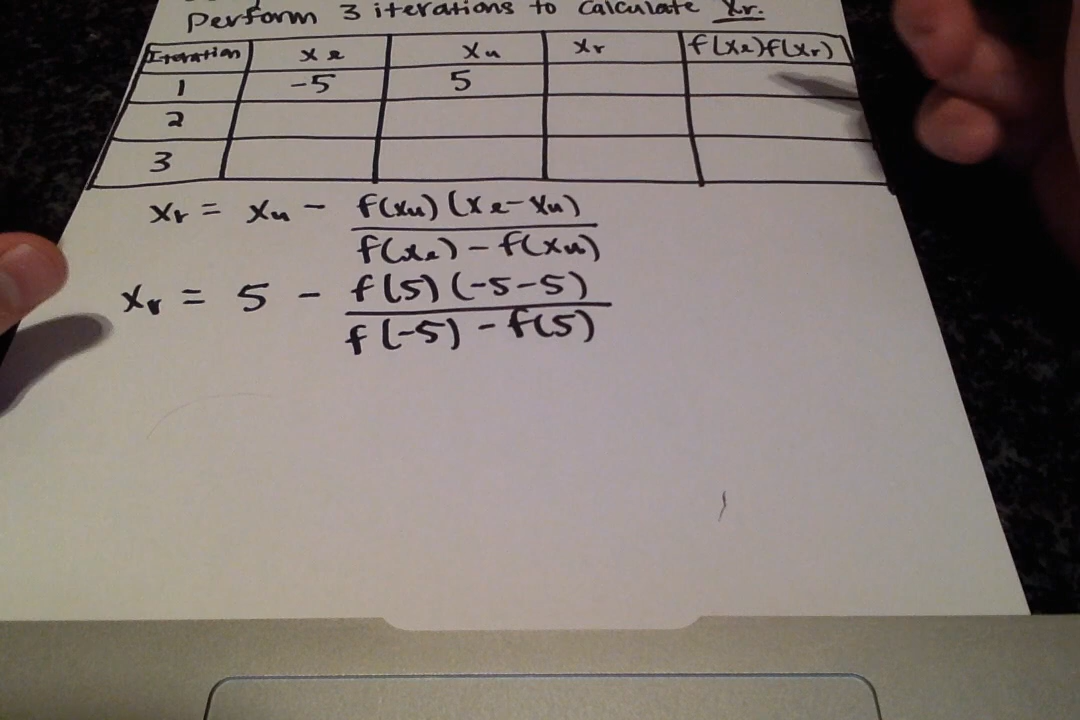 Perform 3 iterations to calculate Xr.
Iteration Xℓ Xu Xr f(Xℓ)f(Xr)
1 -5 5
2
3
Xr = Xu - f(Xu)(Xℓ-Xu)
f(Xℓ) - f(Xu)
Xr = 5 - f(5)(-5-5)
f(-5) - f(5)